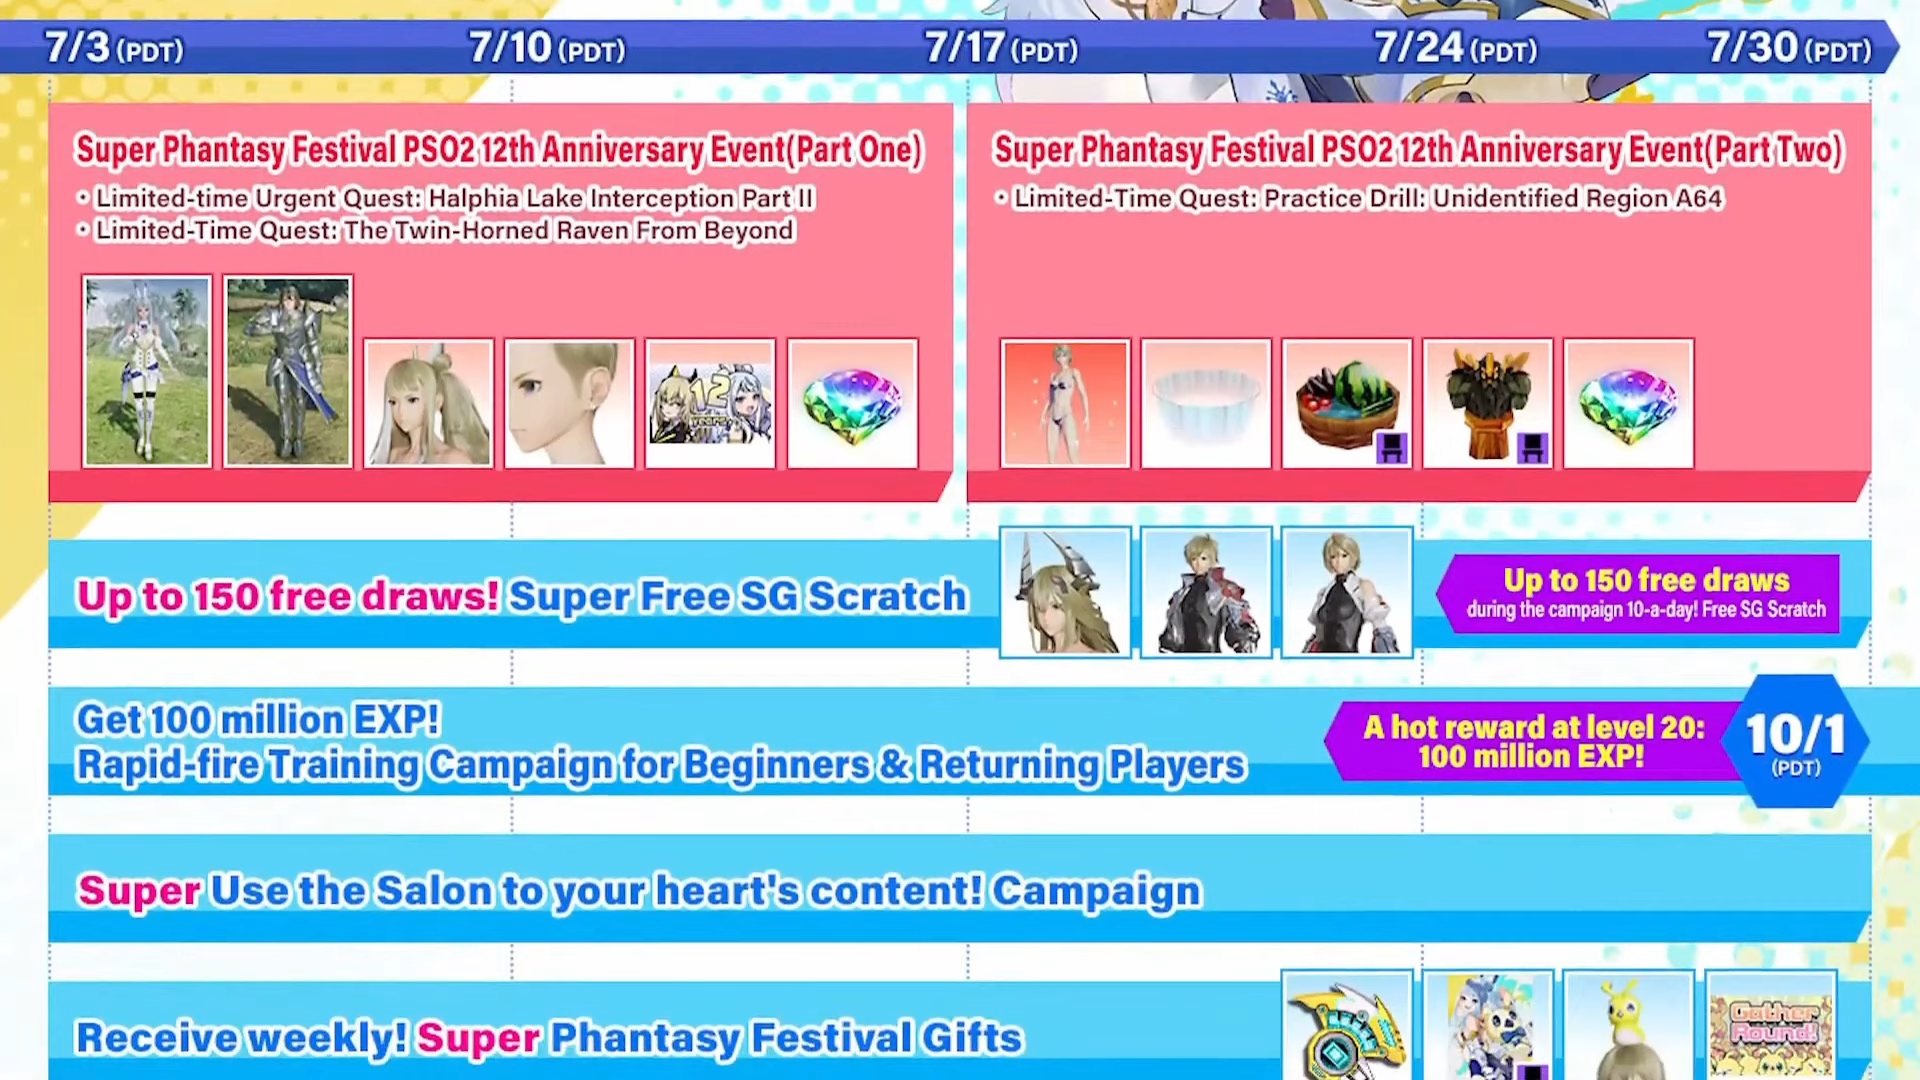 7/3 (PDT)
7/10 (PDT)
7/17 (PDT)
7/24 (PDT)
7/30 (PDT)
Super Phantasy Festival PSO2 12th Anniversary Event(Part One)
・Limited-time Urgent Quest: Halphia Lake Interception Part II
・Limited-Time Quest: The Twin-Horned Raven From Beyond
12
years
Super Phantasy Festival PSO2 12th Anniversary Event(Part Two)
・Limited-Time Quest: Practice Drill: Unidentified Region A64
Up to 150 free draws! Super Free SG Scratch
Up to 150 free draws
during the campaign 10-a-day! Free SG Scratch
Get 100 million EXP!
Rapid-fire Training Campaign for Beginners & Returning Players
A hot reward at level 20:
100 million EXP!
10/1
(PDT)
Super Use the Salon to your heart's content! Campaign
Receive weekly! Super Phantasy Festival Gifts
Gather
Round!